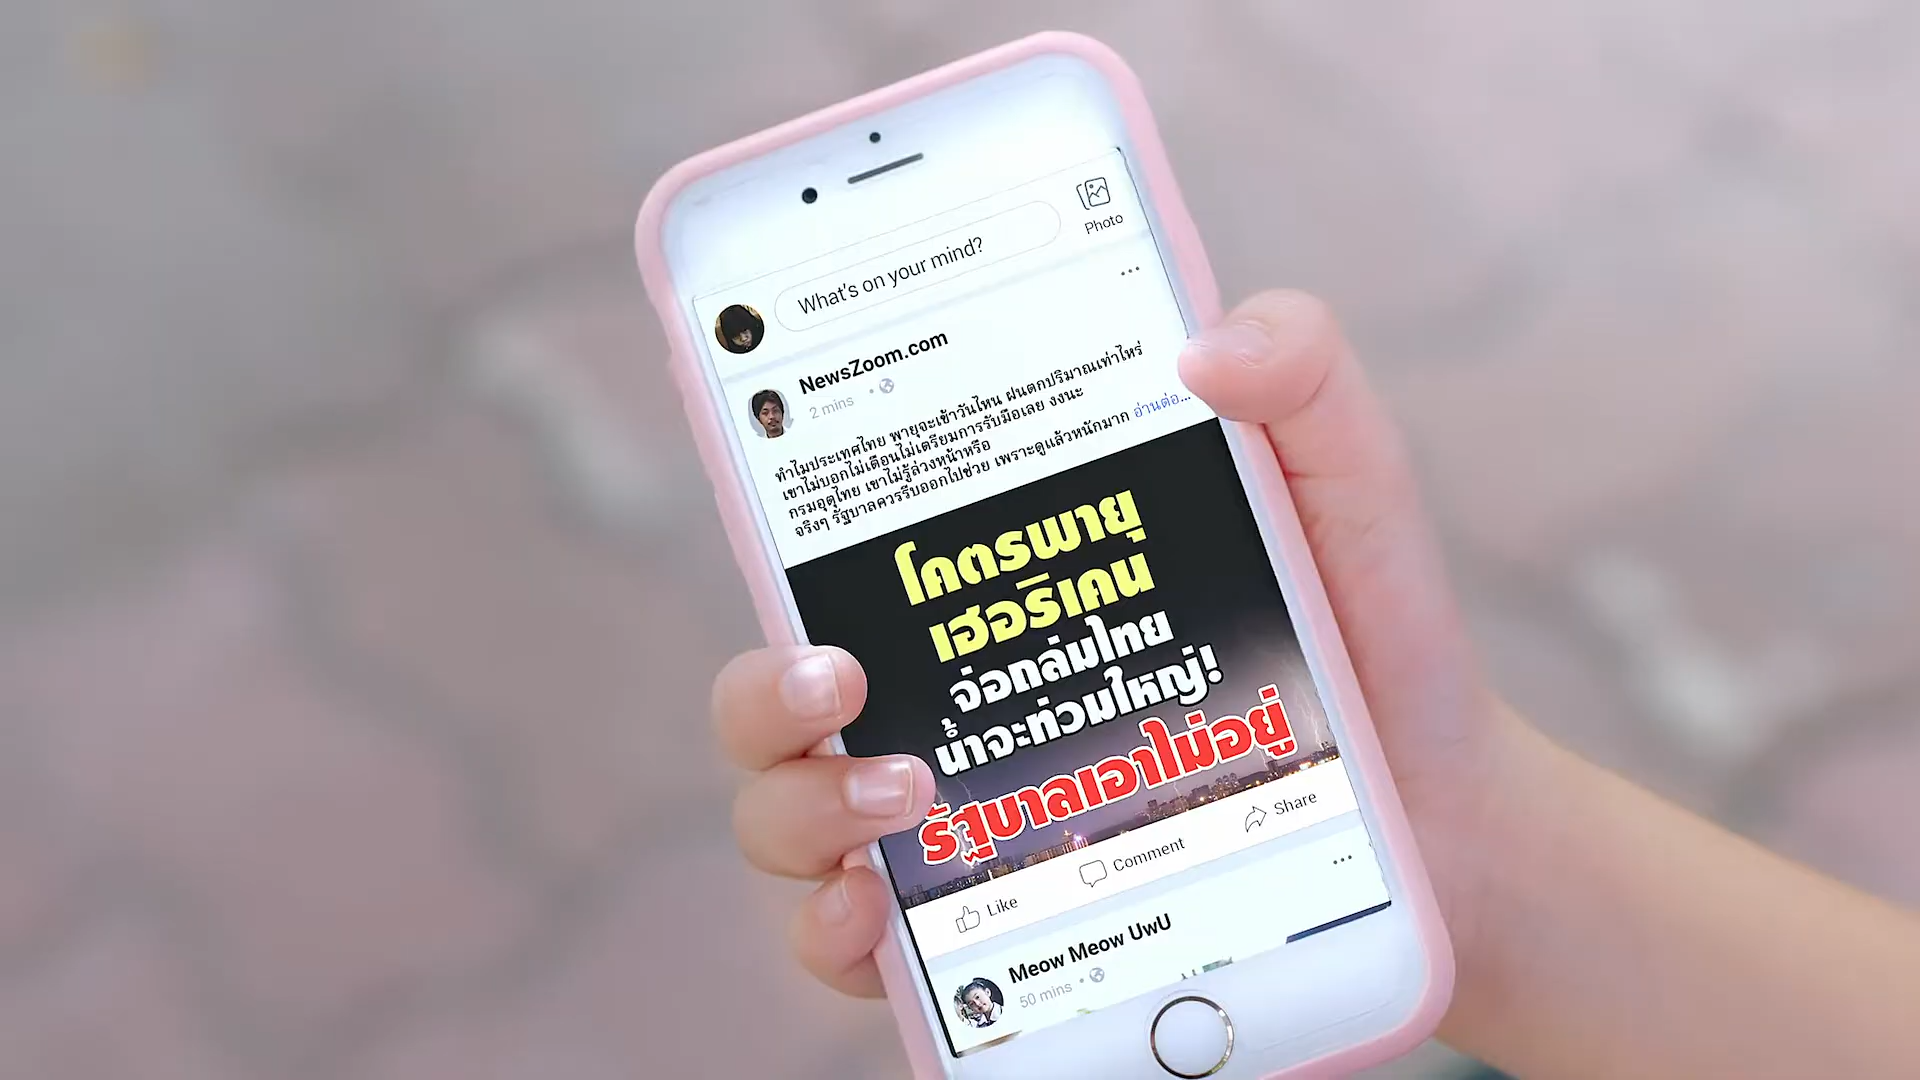 What's on your mind?
Photo
NewsZoom.com
2 mins
ทำไมประเทศไทย พายุจะเข้าวันไหน ฝนตกปริมาณเท่าไหร่
เขาไม่บอกไม่เตือนไม่เตรียมการรับมือเลย งงนะ
กรมอุตุไทย เขาไม่รู้ล่วงหน้าหรือ
จริงๆ รัฐบาลควรรีบออกไปช่วย เพราะดูแล้วหนักมาก อ่านต่อ...
โคตรพายุ
เฮอริเคน
จ่อถล่มไทย
น้ำจะท่วมใหญ่!
รัฐบาลเอาไม่อยู่
Like
Comment
Share
Meow Meow UwU
50 mins